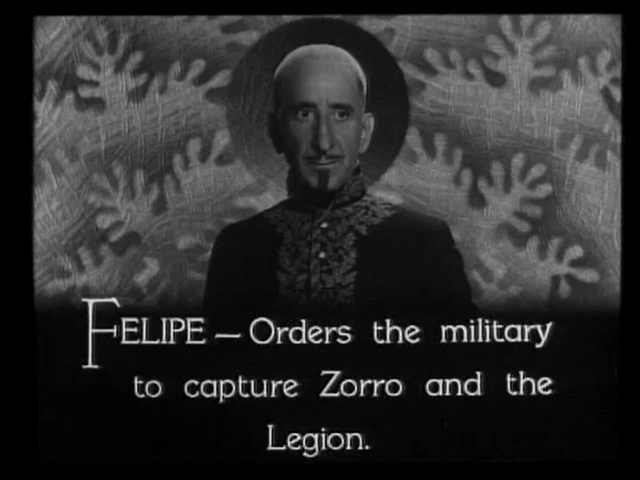 FELIPE — Orders the military
to capture Zorro and the
Legion.